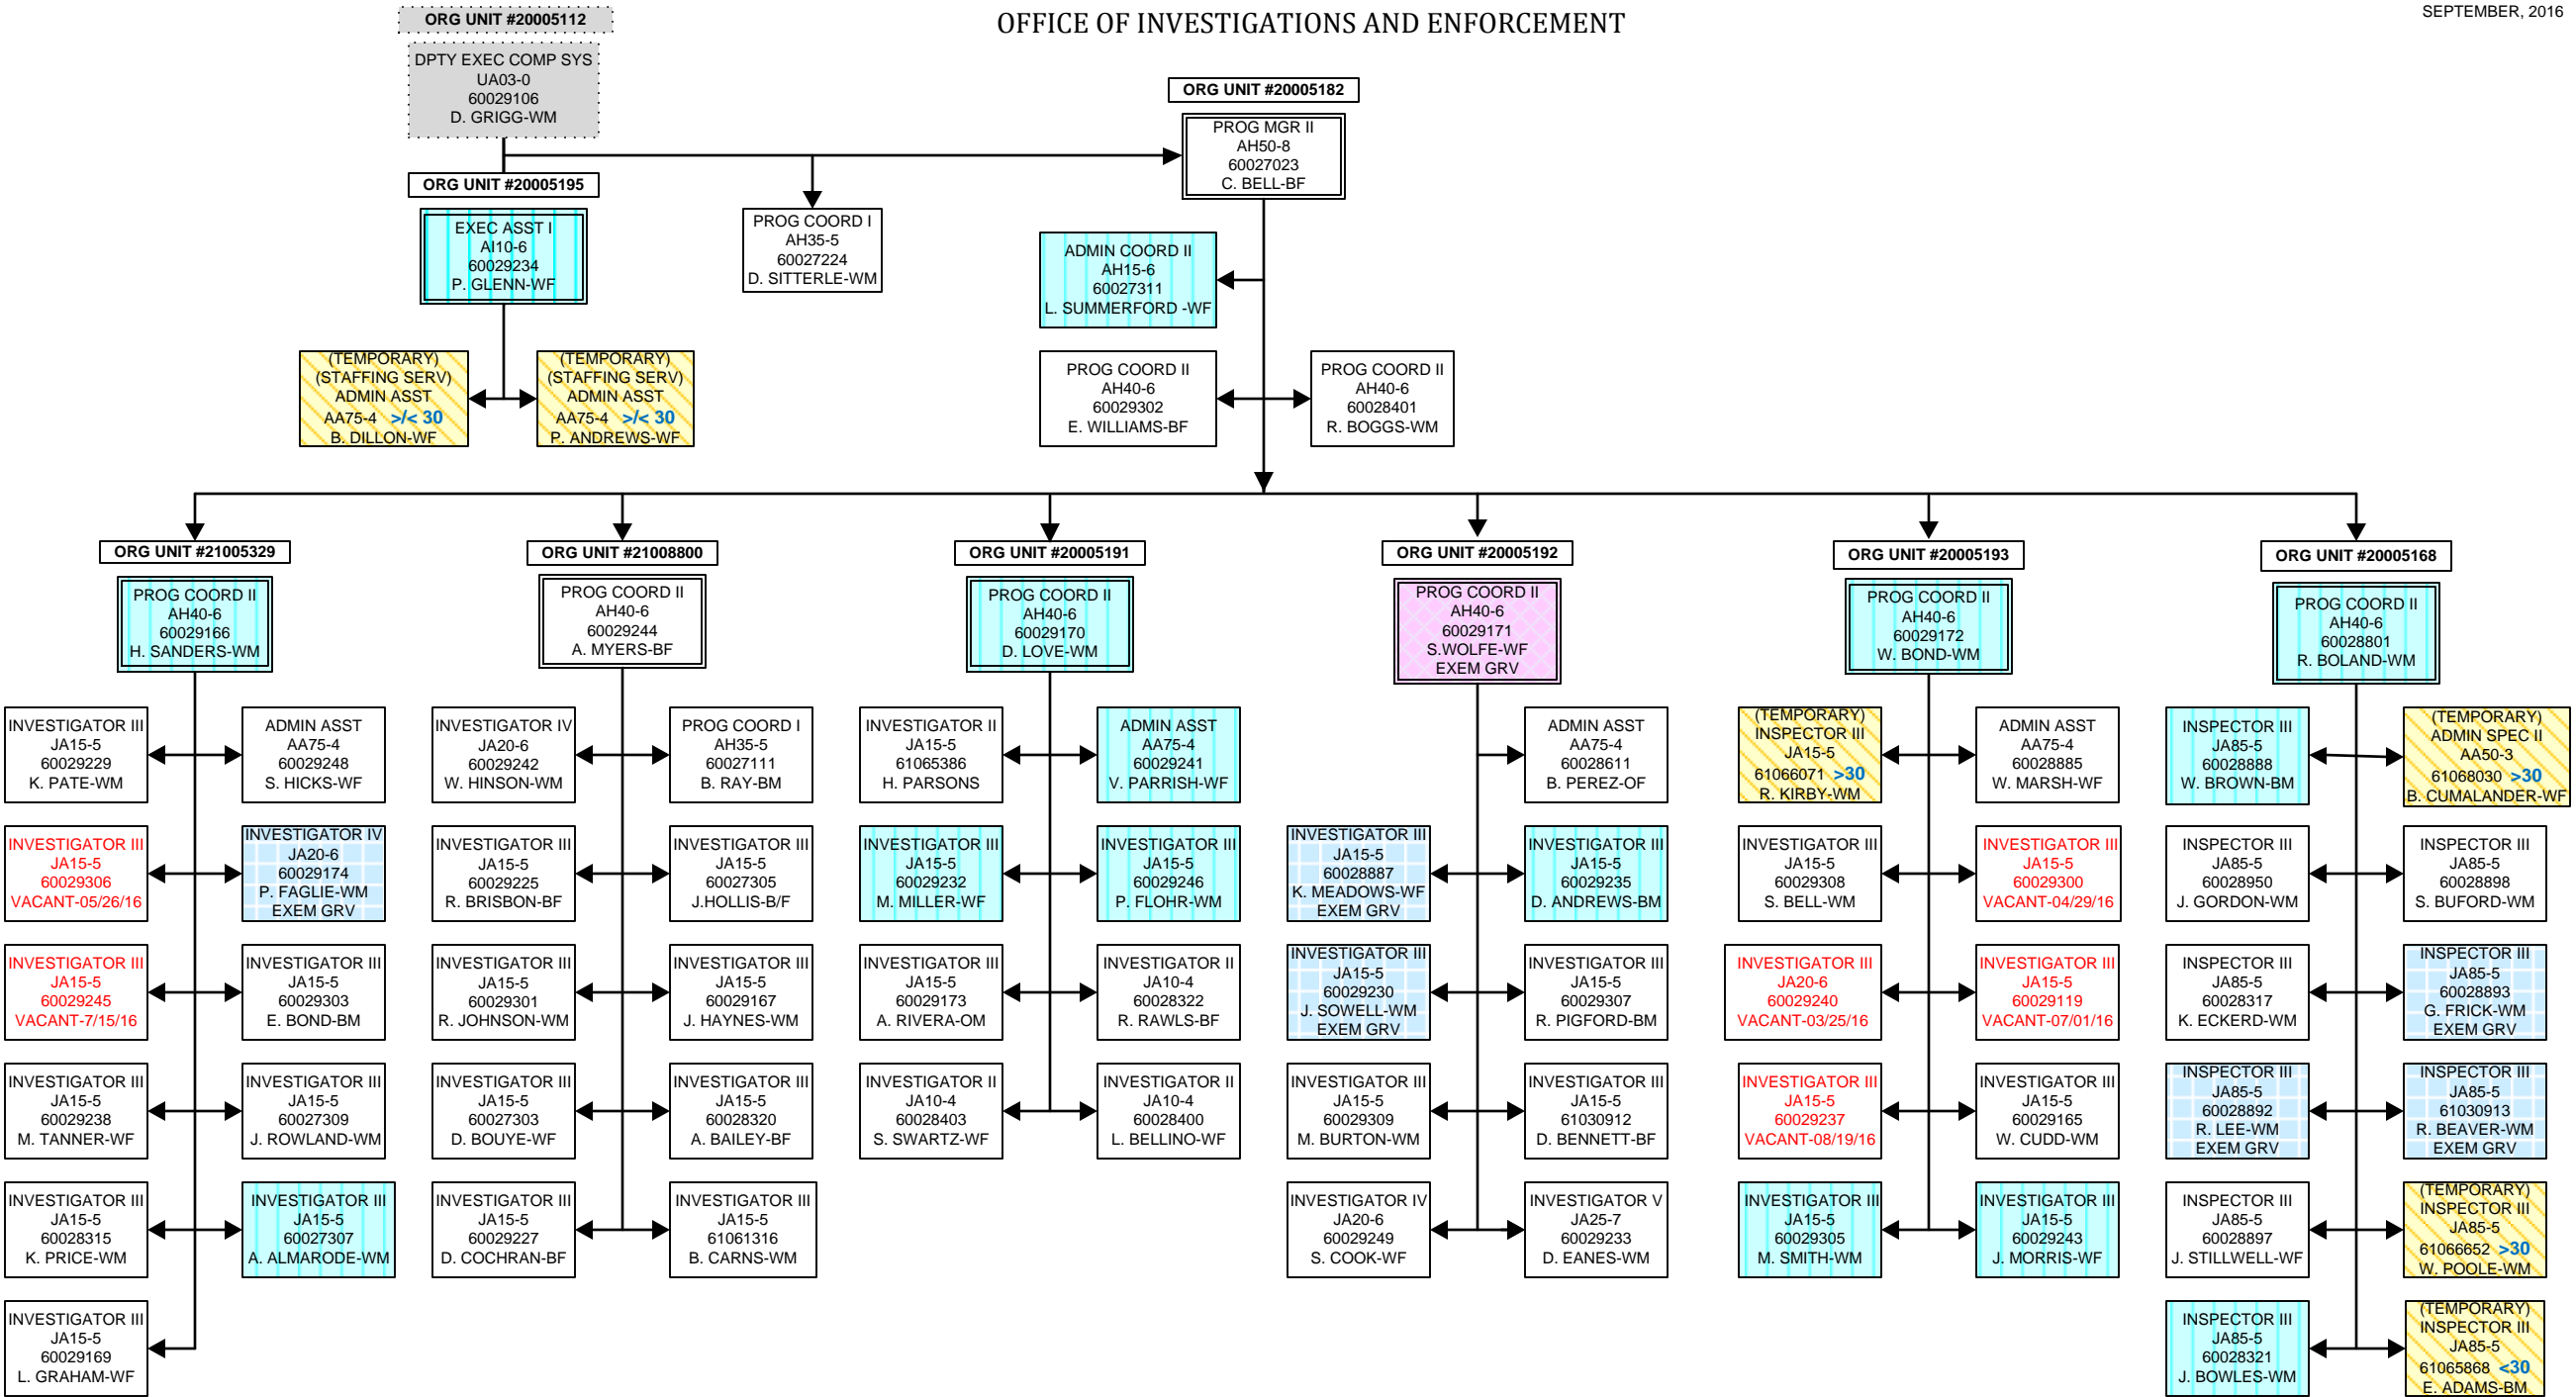 ORG UNIT #20005112
OFFICE OF INVESTIGATIONS AND ENFORCEMENT
SEPTEMBER, 2016
DPTY EXEC COMP SYS
UA03-0
60029106
D. GRIGG-WM
ORG UNIT #20005182
PROG MGR II
AH50-8
60027023
C. BELL-BF
ORG UNIT #20005195
EXEC ASST I
AI10-6
60029234
P. GLENN-WF
PROG COORD I
AH35-5
60027224
D. SITTERLE-WM
ADMIN COORD II
AH15-6
60027311
L. SUMMERFORD -WF
(TEMPORARY)
(STAFFING SERV)
ADMIN ASST
AA75-4 >/< 30
B. DILLON-WF
(TEMPORARY)
(STAFFING SERV)
ADMIN ASST
AA75-4 >/< 30
P. ANDREWS-WF
PROG COORD II
AH40-6
60029302
E. WILLIAMS-BF
PROG COORD II
AH40-6
60028401
R. BOGGS-WM
ORG UNIT #21005329
PROG COORD II
AH40-6
60029166
H. SANDERS-WM
INVESTIGATOR III
JA15-5
60029229
K. PATE-WM
ADMIN ASST
AA75-4
60029248
S. HICKS-WF
INVESTIGATOR III
JA15-5
60029306
VACANT-05/26/16
INVESTIGATOR IV
JA20-6
60029174
P. FAGLIE-WM
EXEM GRV
INVESTIGATOR III
JA15-5
60029245
VACANT-7/15/16
INVESTIGATOR III
JA15-5
60029303
E. BOND-BM
INVESTIGATOR III
JA15-5
60029238
M. TANNER-WF
INVESTIGATOR III
JA15-5
60027309
J. ROWLAND-WM
INVESTIGATOR III
JA15-5
60028315
K. PRICE-WM
INVESTIGATOR III
JA15-5
60027307
A. ALMARODE-WM
INVESTIGATOR III
JA15-5
60029169
L. GRAHAM-WF
ORG UNIT #21008800
PROG COORD II
AH40-6
60029244
A. MYERS-BF
INVESTIGATOR IV
JA20-6
60029242
W. HINSON-WM
PROG COORD I
AH35-5
60027111
B. RAY-BM
INVESTIGATOR III
JA15-5
60029225
R. BRISBON-BF
INVESTIGATOR III
JA15-5
60027305
J.HOLLIS-B/F
INVESTIGATOR III
JA15-5
60029301
R. JOHNSON-WM
INVESTIGATOR III
JA15-5
60029167
J. HAYNES-WM
INVESTIGATOR III
JA15-5
60027303
D. BOUYE-WF
INVESTIGATOR III
JA15-5
60028320
A. BAILEY-BF
INVESTIGATOR III
JA15-5
60029227
D. COCHRAN-BF
INVESTIGATOR III
JA15-5
61061316
B. CARNS-WM
ORG UNIT #20005191
PROG COORD II
AH40-6
60029170
D. LOVE-WM
INVESTIGATOR II
JA15-5
61065386
H. PARSONS
ADMIN ASST
AA75-4
60029241
V. PARRISH-WF
INVESTIGATOR III
JA15-5
60029232
M. MILLER-WF
INVESTIGATOR III
JA15-5
60029246
P. FLOHR-WM
INVESTIGATOR III
JA15-5
60029173
A. RIVERA-OM
INVESTIGATOR II
JA10-4
60028322
R. RAWLS-BF
INVESTIGATOR II
JA10-4
60028403
S. SWARTZ-WF
INVESTIGATOR II
JA10-4
60028400
L. BELLINO-WF
ORG UNIT #20005192
PROG COORD II
AH40-6
60029171
S.WOLFE-WF
EXEM GRV
ADMIN ASST
AA75-4
60028611
B. PEREZ-OF
INVESTIGATOR III
JA15-5
60028887
K. MEADOWS-WF
EXEM GRV
INVESTIGATOR III
JA15-5
60029235
D. ANDREWS-BM
INVESTIGATOR III
JA15-5
60029230
J. SOWELL-WM
EXEM GRV
INVESTIGATOR III
JA15-5
60029307
R. PIGFORD-BM
INVESTIGATOR III
JA15-5
60029309
M. BURTON-WM
INVESTIGATOR III
JA15-5
61030912
D. BENNETT-BF
INVESTIGATOR IV
JA20-6
60029249
S. COOK-WF
INVESTIGATOR V
JA25-7
60029233
D. EANES-WM
ORG UNIT #20005193
PROG COORD II
AH40-6
60029172
W. BOND-WM
(TEMPORARY)
INSPECTOR III
JA15-5
61066071 >30
R. KIRBY-WM
ADMIN ASST
AA75-4
60028885
W. MARSH-WF
INVESTIGATOR III
JA15-5
60029308
S. BELL-WM
INVESTIGATOR III
JA15-5
60029300
VACANT-04/29/16
INVESTIGATOR III
JA20-6
60029240
VACANT-03/25/16
INVESTIGATOR III
JA15-5
60029119
VACANT-07/01/16
INVESTIGATOR III
JA15-5
60029237
VACANT-08/19/16
INVESTIGATOR III
JA15-5
60029165
W. CUDD-WM
INVESTIGATOR III
JA15-5
60029305
M. SMITH-WM
INVESTIGATOR III
JA15-5
60029243
J. MORRIS-WF
ORG UNIT #20005168
PROG COORD II
AH40-6
60028801
R. BOLAND-WM
INSPECTOR III
JA85-5
60028888
W. BROWN-BM
(TEMPORARY)
ADMIN SPEC II
AA50-3
61068030 >30
B. CUMALANDER-WF
INSPECTOR III
JA85-5
60028950
J. GORDON-WM
INSPECTOR III
JA85-5
60028898
S. BUFORD-WM
INSPECTOR III
JA85-5
60028317
K. ECKERD-WM
INSPECTOR III
JA85-5
60028893
G. FRICK-WM
EXEM GRV
INSPECTOR III
JA85-5
60028892
R. LEE-WM
EXEM GRV
INSPECTOR III
JA85-5
61030913
R. BEAVER-WM
EXEM GRV
INSPECTOR III
JA85-5
60028897
J. STILLWELL-WF
(TEMPORARY)
INSPECTOR III
JA85-5
61066652 >30
W. POOLE-WM
INSPECTOR III
JA85-5
60028321
J. BOWLES-WM
(TEMPORARY)
INSPECTOR III
JA85-5
61065868 <30
E. ADAMS-BM